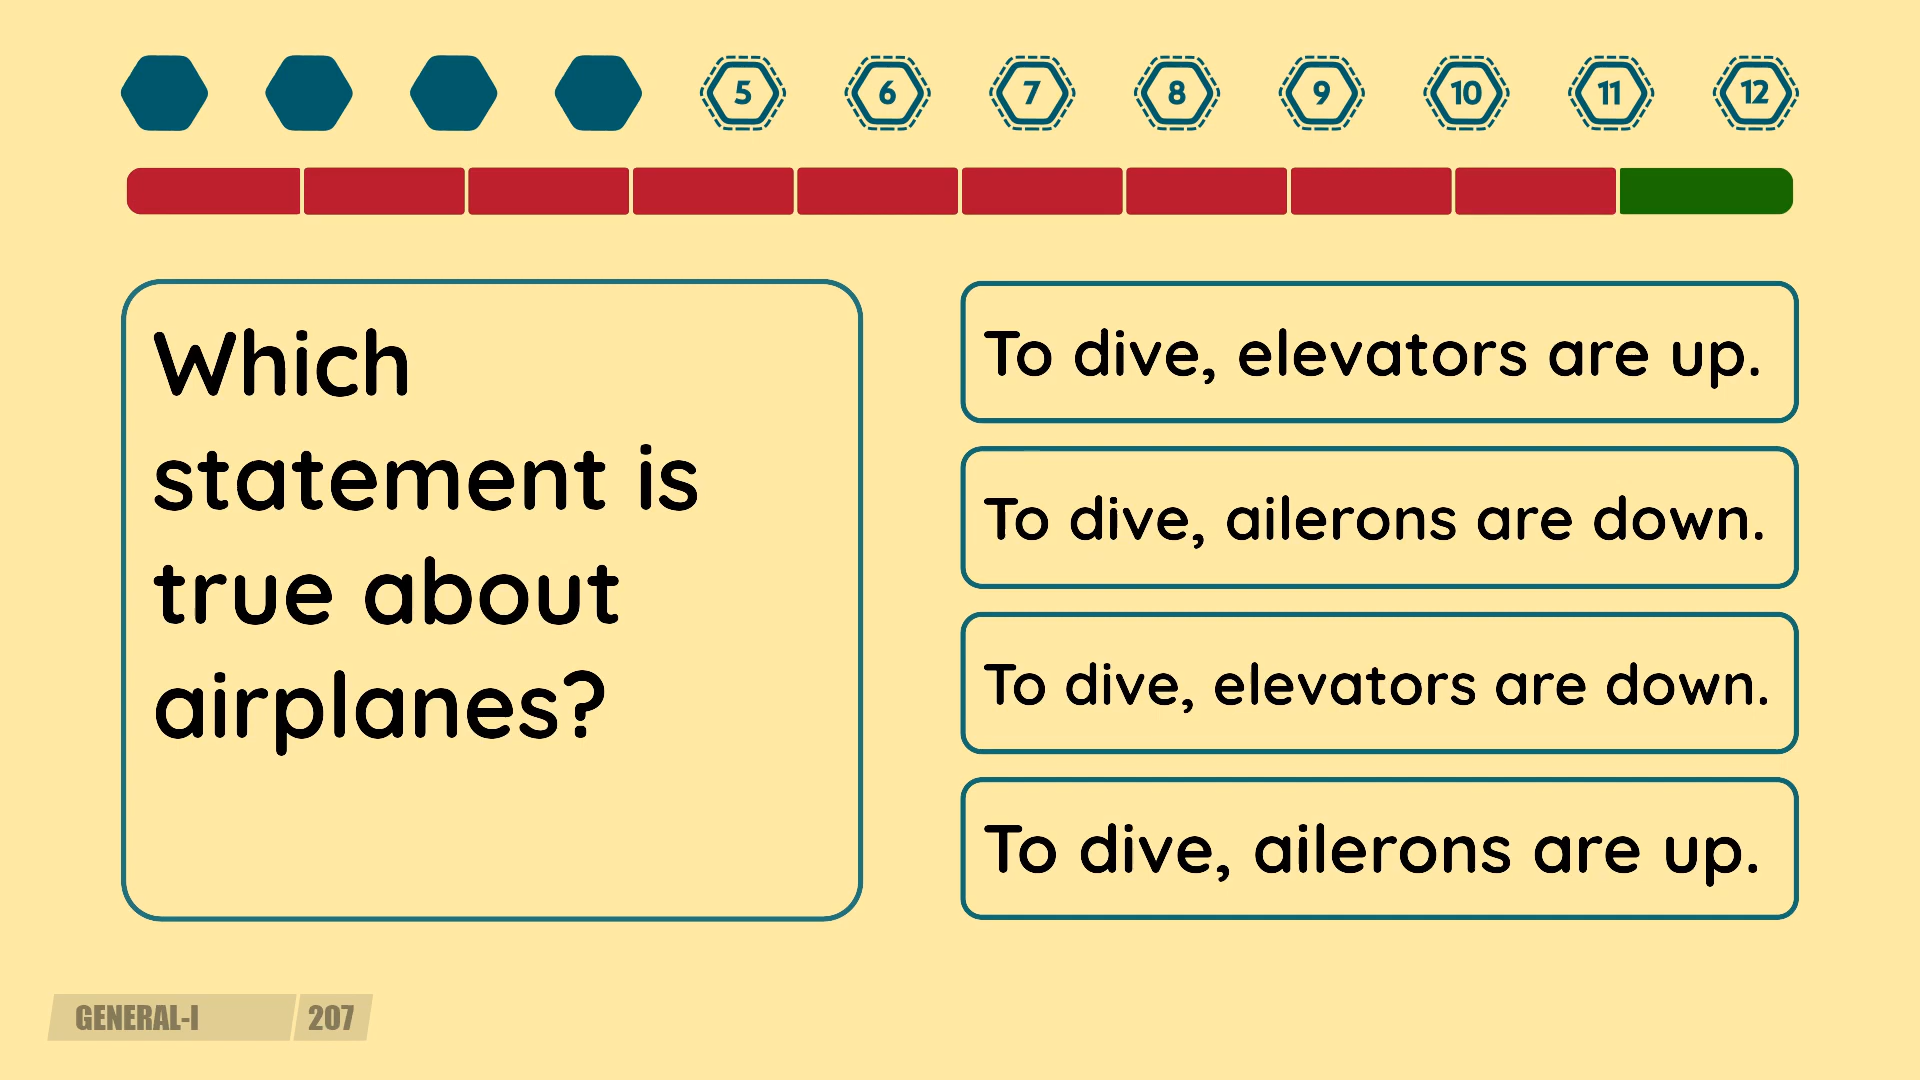 5 6 7 8 9 10 11 12
Which
statement is
true about
airplanes?
To dive, elevators are up.
To dive, ailerons are down.
To dive, elevators are down.
To dive, ailerons are up.
GENERAL-I 207